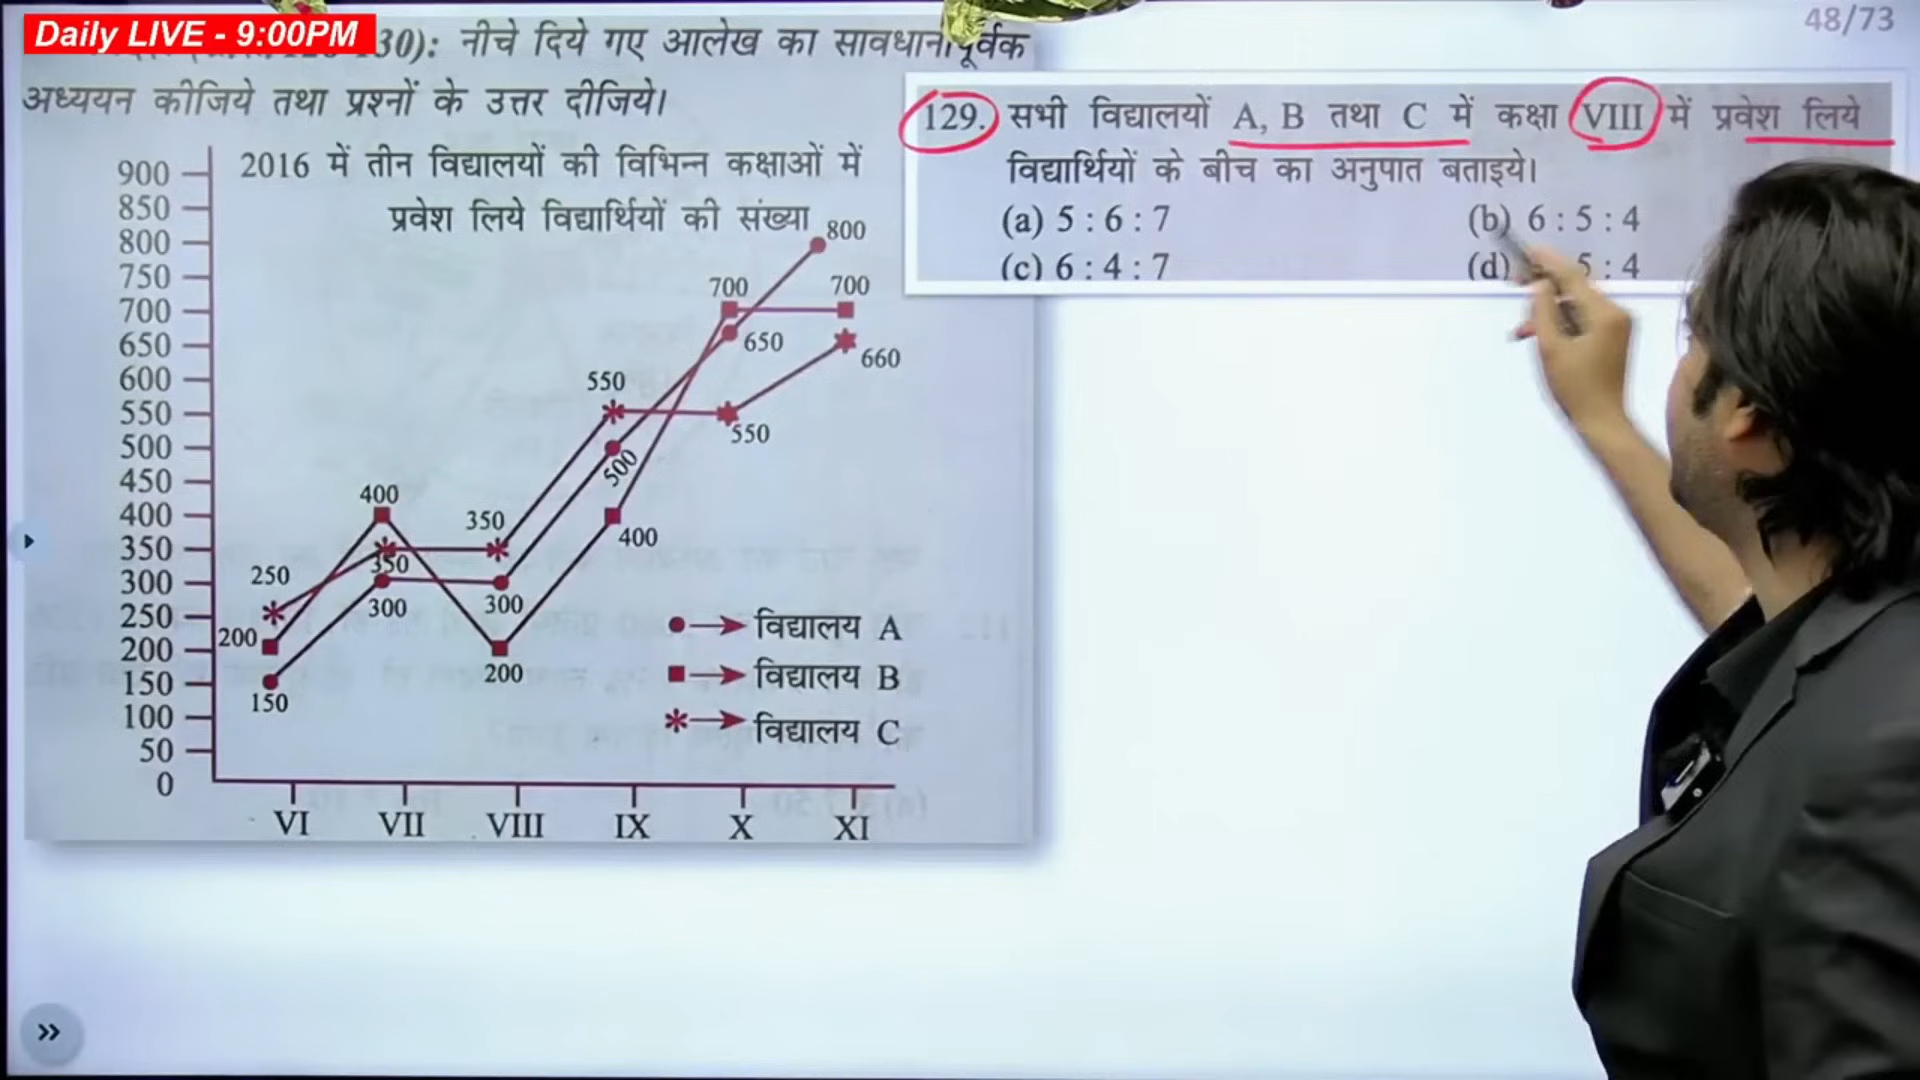 Daily LIVE - 9:00PM
30): नीचे दिये गए आलेख का सावधानीपूर्वक
अध्ययन कीजिये तथा प्रश्नों के उत्तर दीजिये।
48/73
129. सभी विद्यालयों A, B तथा C में कक्षा VIII में प्रवेश लिये
विद्यार्थियों के बीच का अनुपात बताइये।
(a) 5 : 6 : 7
(b) 6 : 5 : 4
(c) 6 : 4 : 7
(d) 5 : 4
2016 में तीन विद्यालयों की विभिन्न कक्षाओं में
प्रवेश लिये विद्यार्थियों की संख्या
900
850
800
750
700
650
600
550
500
450
400
350
300
250
200
150
100
50
0
800
700
700
650
660
550
550
500
400
400
350
350
300
300
250
200
200
150
विद्यालय A
विद्यालय B
विद्यालय C
VI VII VIII IX X XI